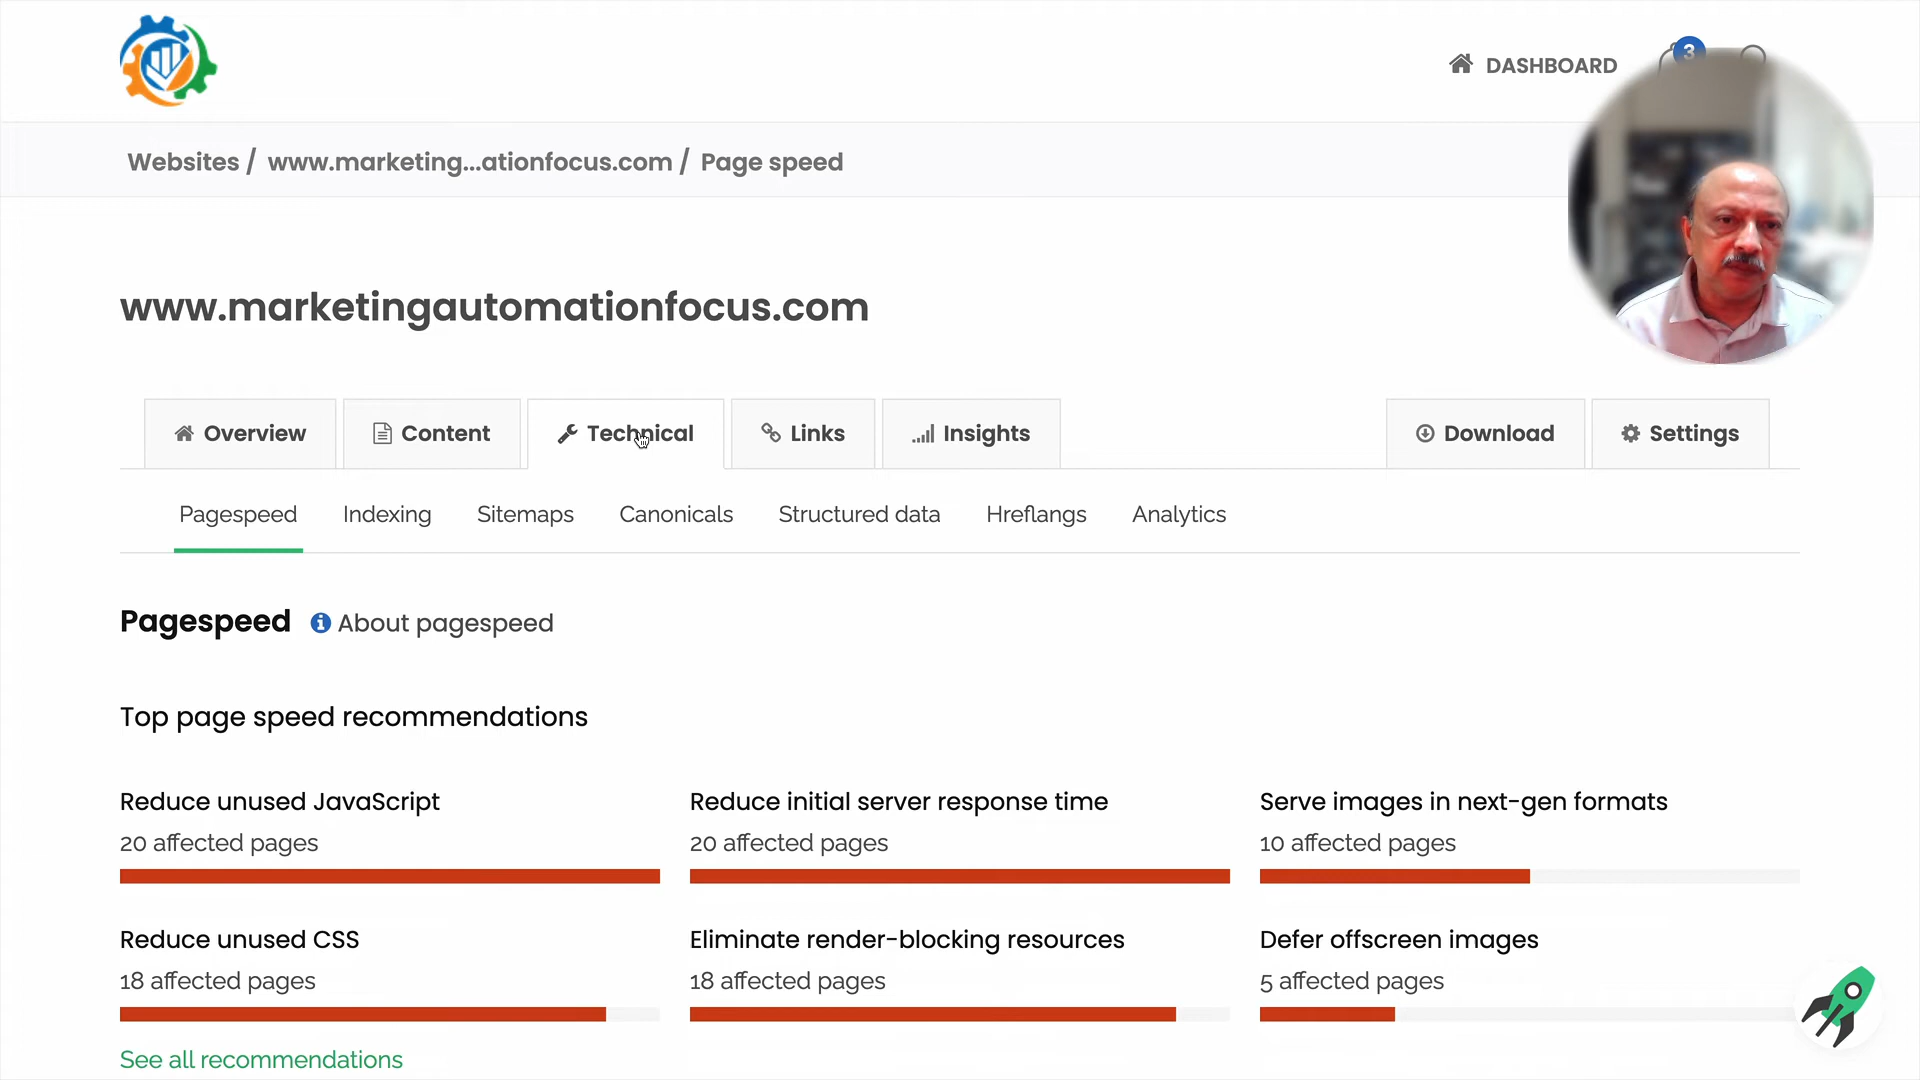 DASHBOARD
3
Websites / www.marketing...ationfocus.com / Page speed
www.marketingautomationfocus.com
Overview
Content
Technical
Links
Insights
Download
Settings
Pagespeed
Indexing
Sitemaps
Canonicals
Structured data
Hreflangs
Analytics
Pagespeed
About pagespeed
Top page speed recommendations
Reduce unused JavaScript
20 affected pages
Reduce initial server response time
20 affected pages
Serve images in next-gen formats
10 affected pages
Reduce unused CSS
18 affected pages
Eliminate render-blocking resources
18 affected pages
Defer offscreen images
5 affected pages
See all recommendations